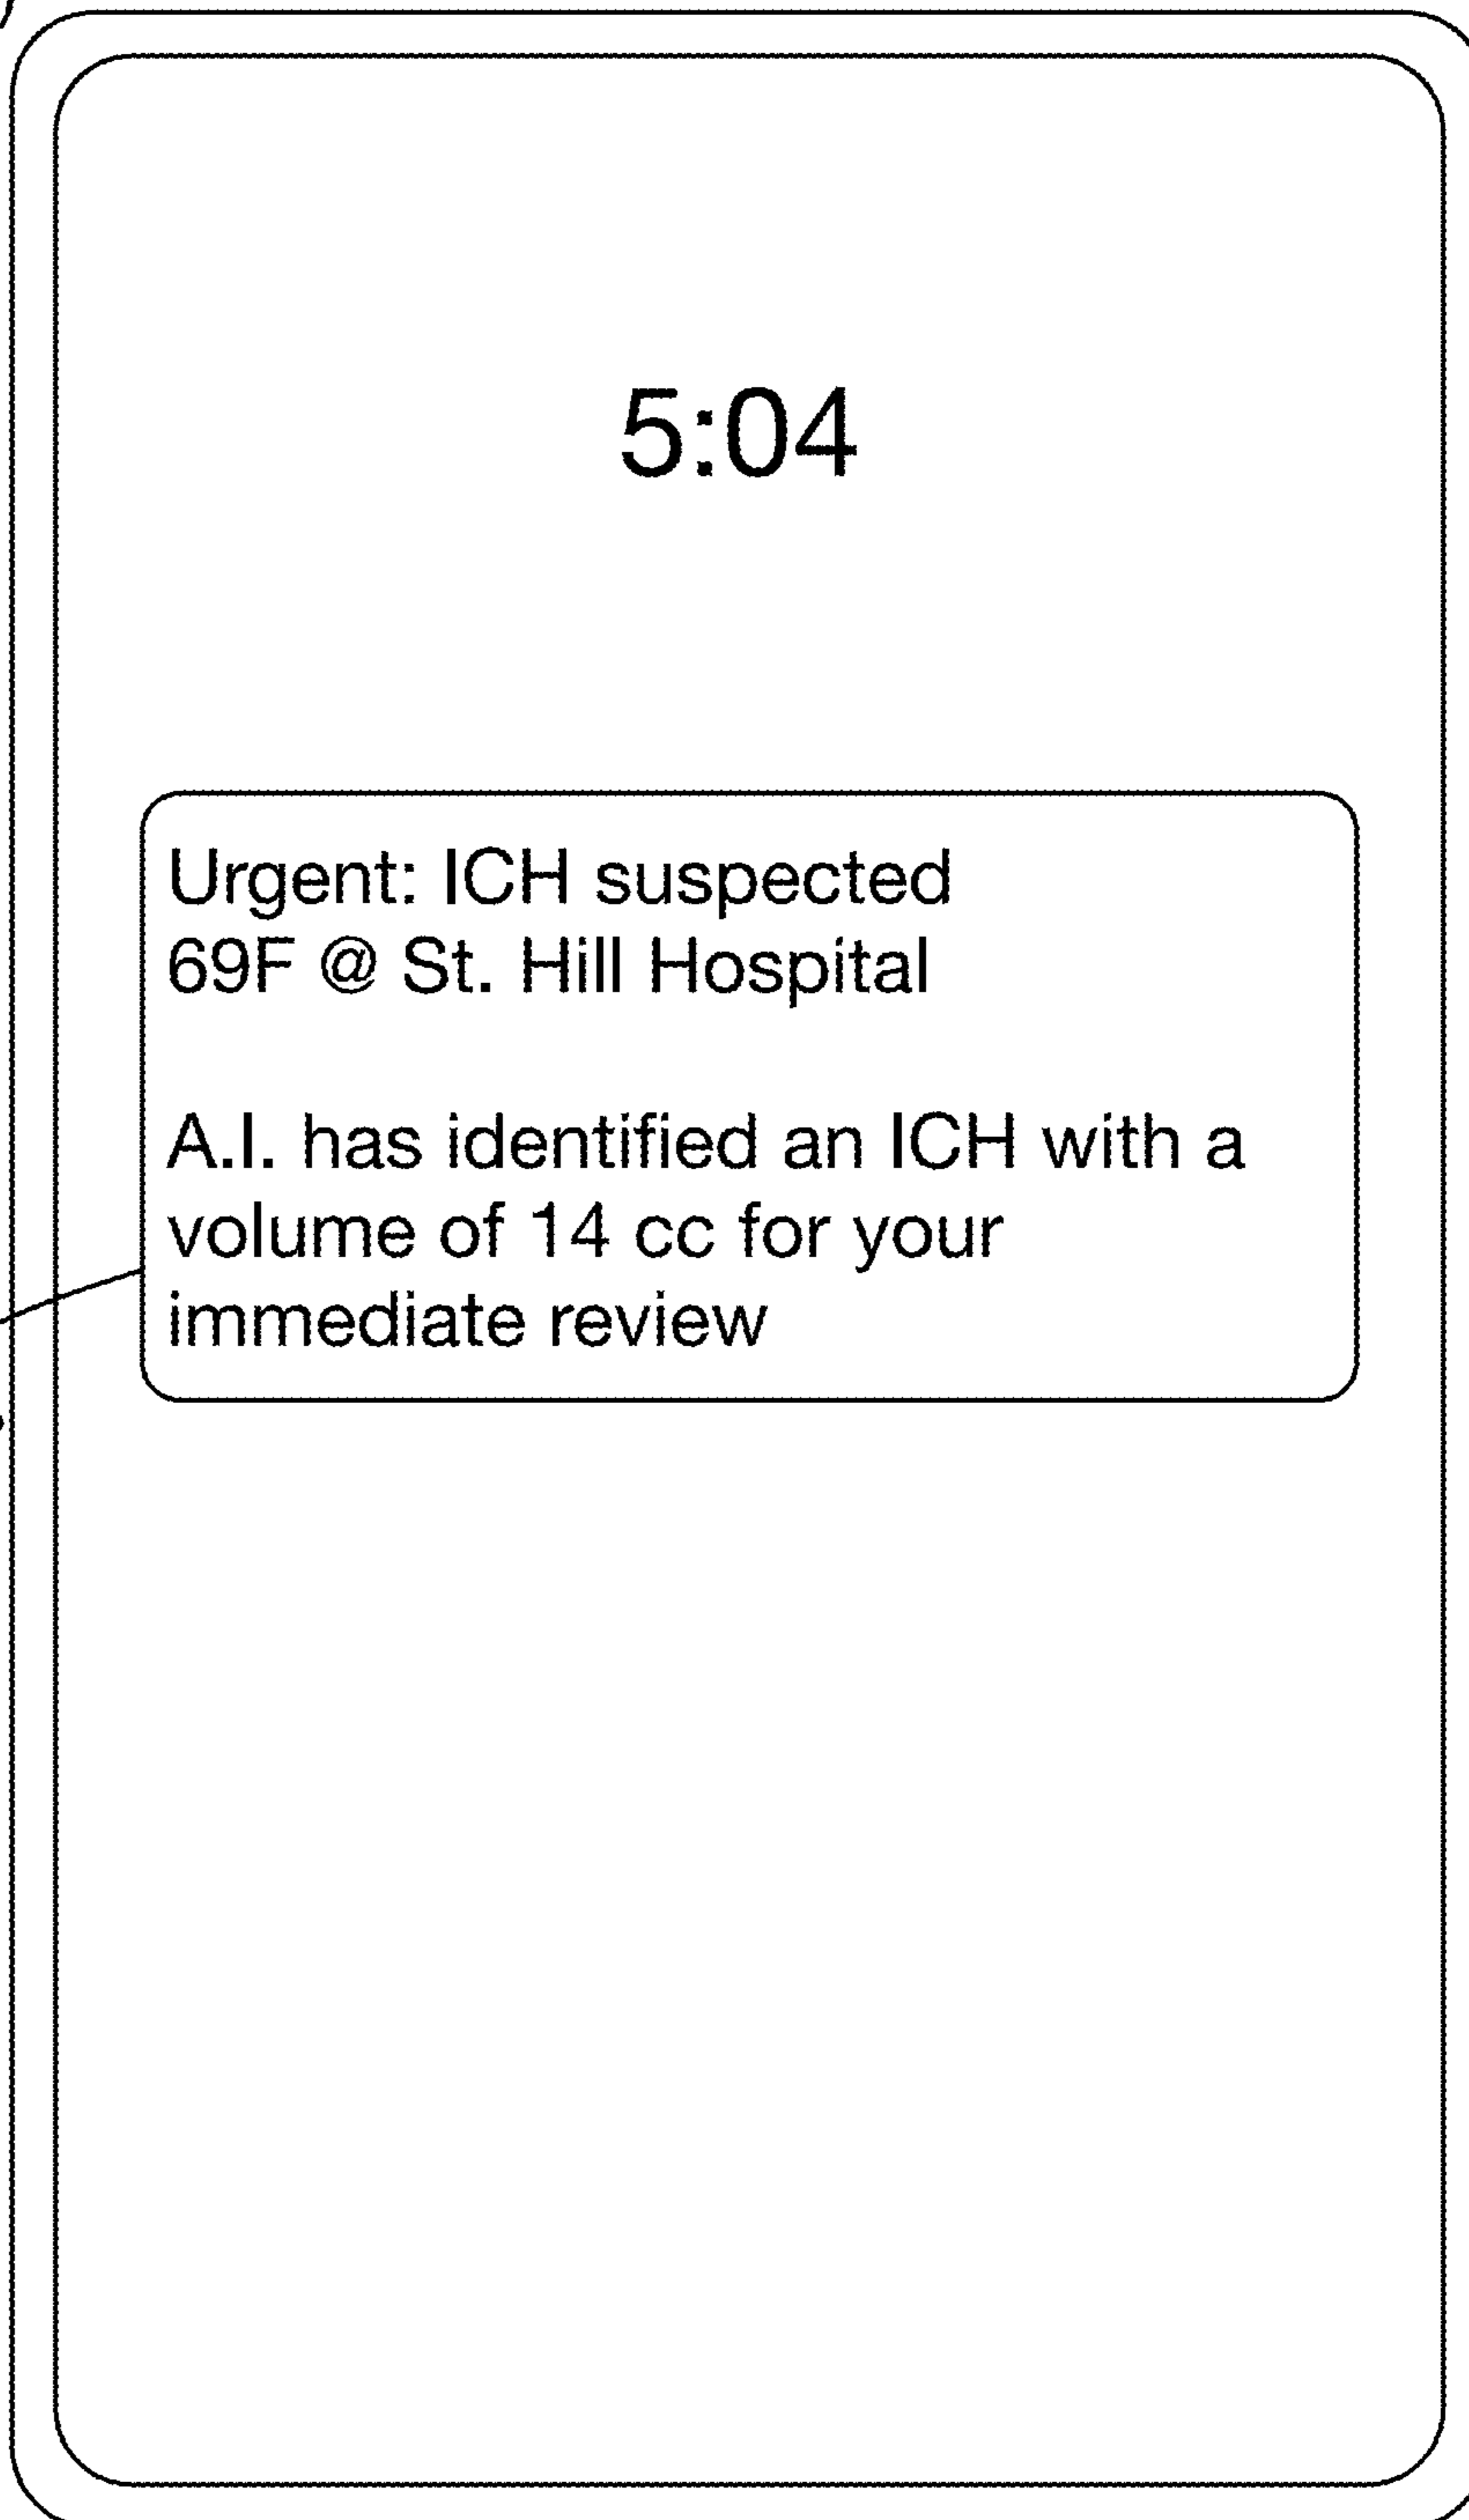 5:04
Urgent: ICH suspected
69F @ St. Hill Hospital
A.I. has identified an ICH with a
volume of 14 cc for your
immediate review